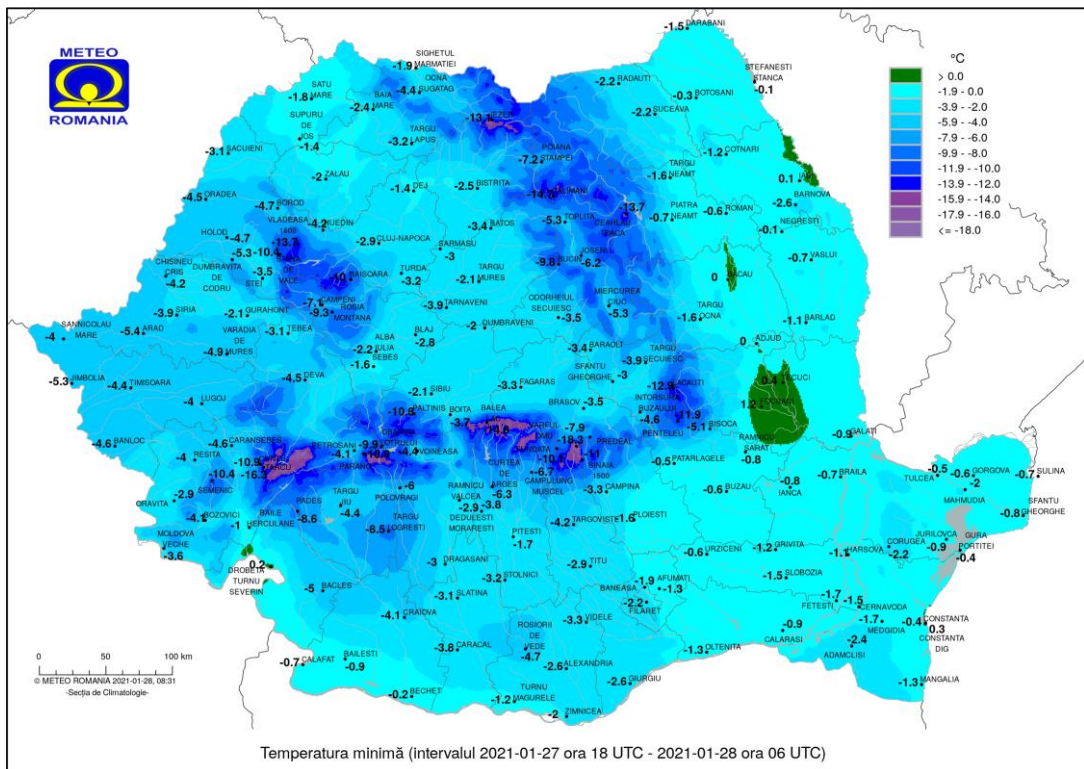 METEO
ROMANIA
°C
> 0.0
-1.9 - 0.0
-3.9 - -2.0
-5.9 - -4.0
-7.9 - -6.0
-9.9 - -8.0
-11.9 - -10.0
-13.9 - -12.0
-15.9 - -14.0
-17.9 - -16.0
<= -18.0
-1.5 DARABANI
-1.9 SIGHETUL
MARMATIEI
-4.4 OCNA
SUGATAG
-2.2 RADAUTI
STEFANESTI
STANCA
-0.1
-1.8 SATU
MARE
-2.4 BAIA
MARE
-0.3 BOTOSANI
-2.2 SUCEAVA
-13.1 IEZER
SUPURU
DE
JOS
-1.4
-3.2 TARGU
LAPUS
-3.1 SACUIENI
-7.2 POIANA
STAMPEI
-1.2 COTNARI
-2 ZALAU
-1.4 DEJ
-2.5 BISTRITA
-1.6 TARGU
NEAMT
0.1 IASI
-4.5 ORADEA
-4.7 BOROD
-4.2 HUEDIN
CALIMANI
-13.7
CEAHLAU
TOACA
-2.6 BARNOVA
VLADEASA
1800
-13.7
-3.4 BATOS
-5.3 TOPLITA
-0.7 PIATRA
NEAMT
-0.6 ROMAN
-0.1 NEGRESTI
HOLOD
-4.7
-2.9 CLUJ-NAPOCA
SARMASU
-3
-5.3
DUMBRAVITA
DE
CODRU
-10.4 STANA
DE
VALE
-9.8 BUCIN
JOSENI
-6.2
-0.7 VASLUI
CHISINEU
CRIS
-4.2
-3.5
STEI
-10 BAISOARA
TURDA
-3.2
-2.1 TARGU
MURES
0
BACAU
-7.1 CAMPENI
-9.3 ROSIA
MONTANA
-3.9 TARNAVENI
ODORHEIUL
SECUIESC
-3.5
MIERCUREA
CIUC
-5.3
-1.6 TARGU
OCNA
-1.1 BARLAD
SANNICOLAU
MARE
-4
-3.9 SIRIA
-2.1 GURAHONT
-5.4 ARAD
VARADIA
DE
MURES
-4.9
-3.1 TEBEA
-2.2 ALBA
IULIA
-1.6 SEBES
BLAJ
-2.8
-2 DUMBRAVENI
-3.4 BARAOLT
-3.9 TARGU
SECUIESC
0 ADJUD
-5.3 JIMBOLIA
-4.4 TIMISOARA
-4.5 DEVA
-2.1 SIBIU
-3.3 FAGARAS
SFANTU
GHEORGHE
-3
-12.9 LACAUTI
0.4 TECUCI
-4 LUGOJ
-10.8 PALTINIS
BOITA
-3.7
BALEA
LAC
BRASOV
-3.5
INTORSURA
BUZAULUI
-4.6
-11.9
PENTELEU
-5.1 BISOCA
1.2 FOCSANI
-4.6 BANLOC
-4.6 CARANSEBES
PETROSANI
-4.1
-9.9 OBARSIA
LOTRULUI
PARANG
-4.4 VOINEASA
VARFUL
OMU
-18.3
-7.9
PREDEAL
-11
SINAIA
1500
FUNDATA
-0.9 GALATI
RAMNICU
SARAT
-0.8
-4 RESITA
-10.4 SEMENIC
-10.9 CUNTU
-16.3 TARCU
POLOVRAGI
-6
CURTEA
DE
ARGES
-6.3
-6.7
CAMPULUNG
MUSCEL
-0.5 PATARLAGELE
-0.8
IANCA
-0.7 BRAILA
-0.5
TULCEA
-0.6 GORGOVA
-2
MAHMUDIA
-0.7 SULINA
-2.9
ORAVITA
-4.1 BOZOVICI
-1 BAILE
HERCULANE
PADES
-8.6
TARGU
JIU
-4.4
RAMNICU
VALCEA
-2.9
-3.8
DEDULESTI
MORARESTI
-3.3 CAMPINA
-0.6 BUZAU
-0.8 SFANTU
GHEORGHE
MOLDOVA
VECHE
-3.6
-8.5 TARGU
LOGRESTI
PITESTI
-1.7
-4.2 TARGOVISTE
-1.6 PLOIESTI
-0.6 URZICENI
-1.2 GRIVITA
-1.1 HARSOVA
-2.2 CORUGEA
JURILOVCA
-0.9
GURA
PORTITEI
-0.4
0.2
DROBETA
TURNU
SEVERIN
-3 DRAGASANI
-2.9 TITU
-5 BACLES
-3.2 STOLNICI
-3.1 SLATINA
BANEASA
-1.9 AFUMATI
-1.3
-2.2 FILARET
-1.5 SLOBOZIA
-4.1 CRAIOVA
-3.3 VIDELE
-1.7
FETESTI
-1.5 CERNAVODA
-1.7 MEDGIDIA
-0.4 CONSTANTA
0.3
CONSTANTA
DIG
-3.8 CARACAL
ROSIORII
DE
VEDE
-4.7
-0.9
CALARASI
-2.4
ADAMCLISI
-0.7 CALAFAT
BAILESTI
-0.9
-2.6 ALEXANDRIA
-1.3 OLTENITA
-2.6 GIURGIU
-1.3 MANGALIA
-0.2 BECHET
TURNU
-1.2 MAGURELE
-2 ZIMNICEA
0 50 100 km
© METEO ROMANIA 2021-01-28, 08:31
-Secția de Climatologie-
Temperatura minimă (intervalul 2021-01-27 ora 18 UTC - 2021-01-28 ora 06 UTC)